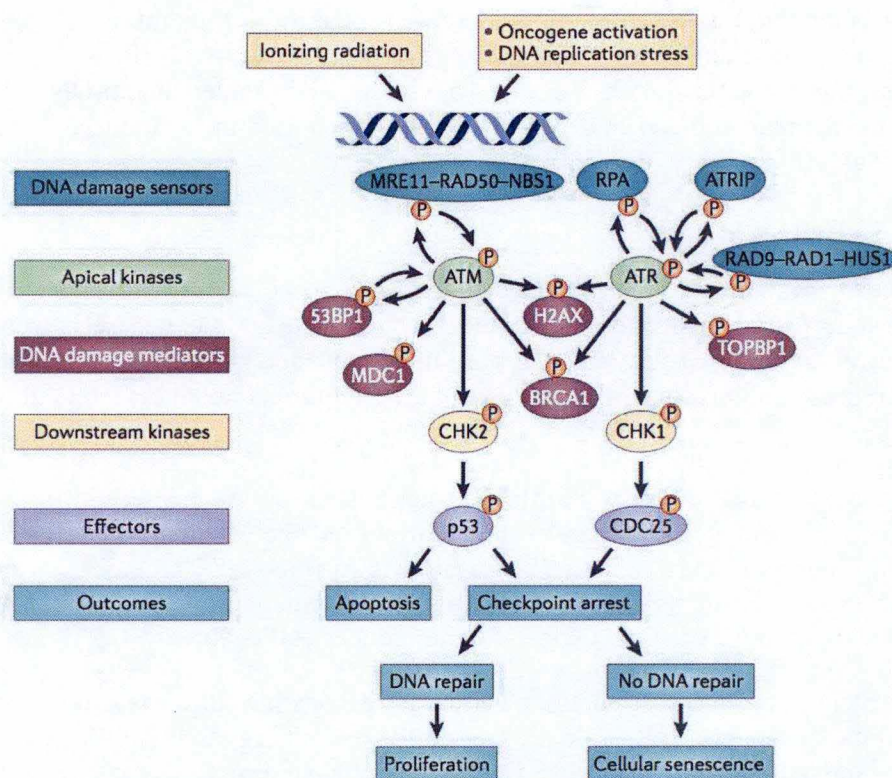 Ionizing radiation
• Oncogene activation
• DNA replication stress
DNA damage sensors
MRE11–RAD50–NBS1
RPA
ATRIP
P
P
P
P
Apical kinases
ATM
ATR
P
RAD9–RAD1–HUS1
P
53BP1
P
H2AX
P
P
TOPBP1
DNA damage mediators
MDC1
P
BRCA1
P
Downstream kinases
CHK2
P
CHK1
P
Effectors
p53
P
CDC25
P
Outcomes
Apoptosis
Checkpoint arrest
DNA repair
No DNA repair
Proliferation
Cellular senescence